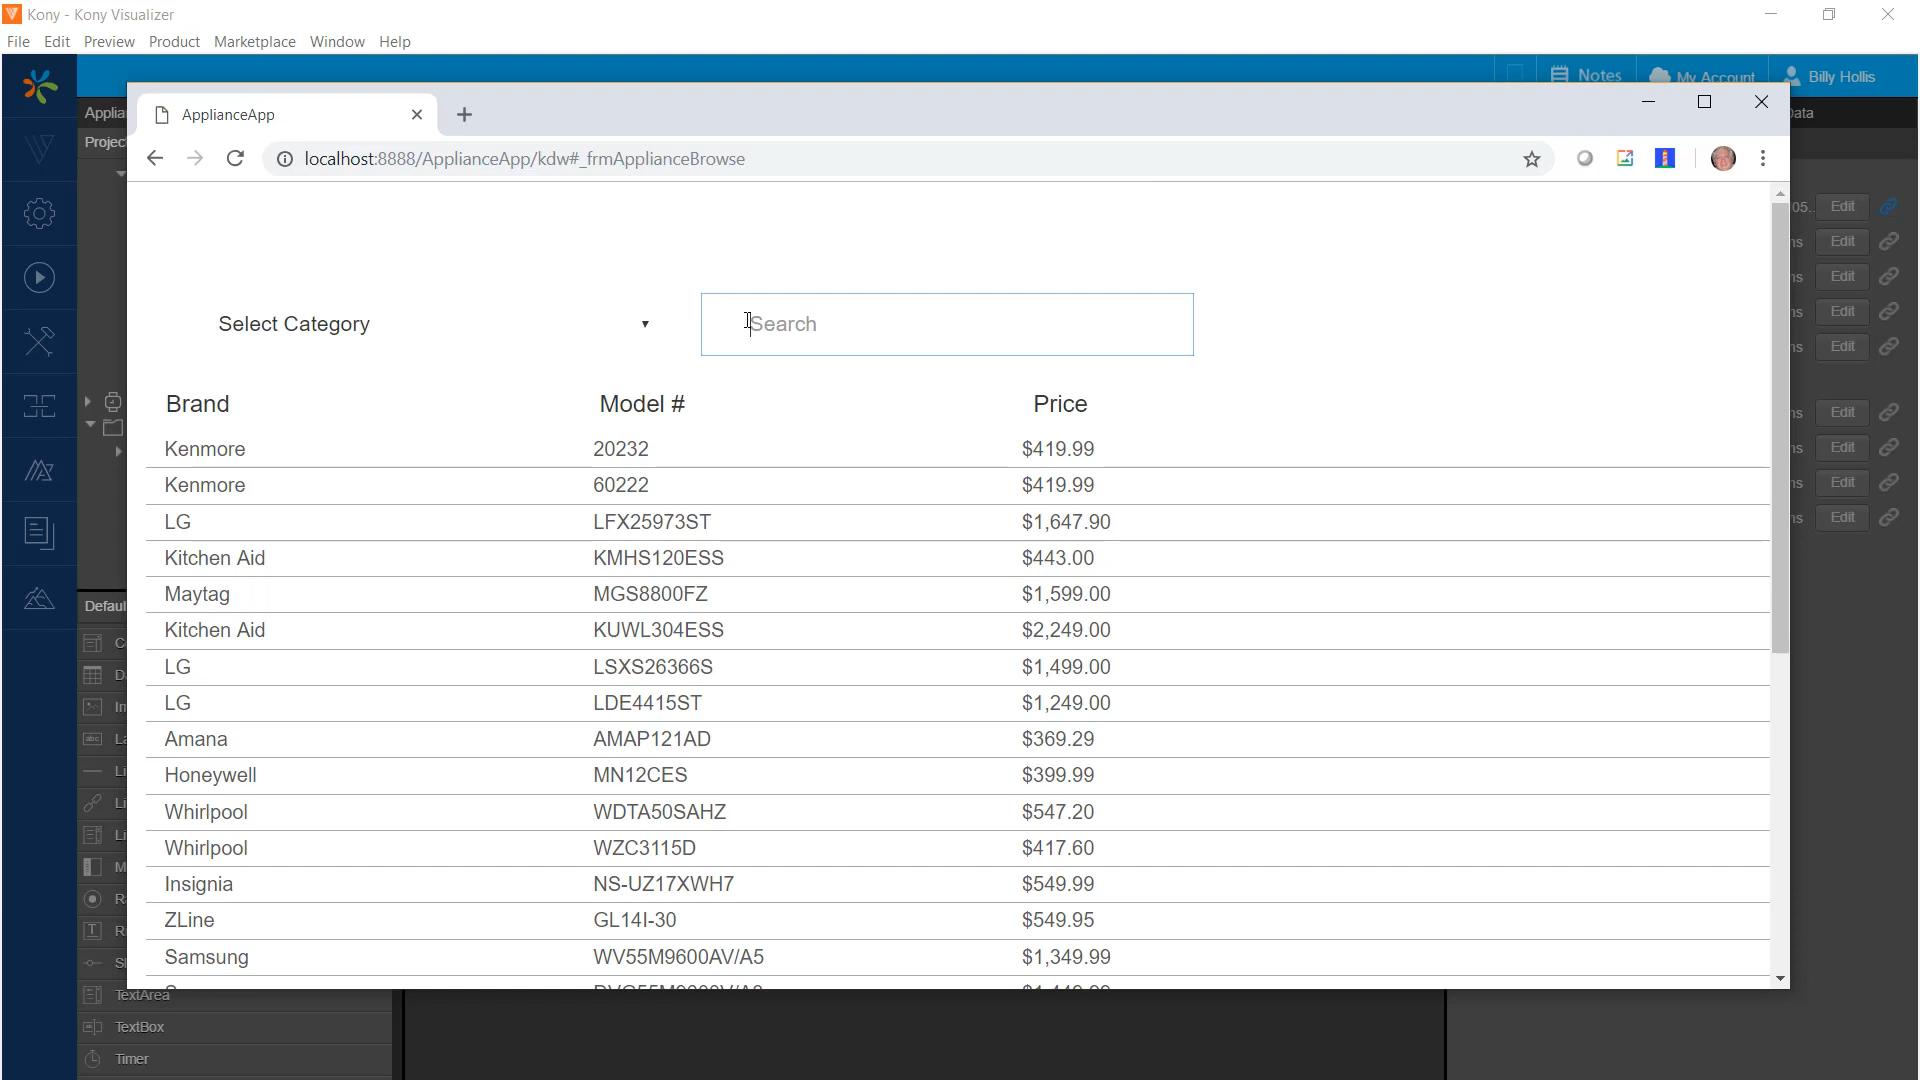 Kony - Kony Visualizer
File Edit Preview Product Marketplace Window Help
Notes My Account Billy Hollis
ApplianceApp
localhost:8888/ApplianceApp/kdw#_frmApplianceBrowse
Select Category
Search
Brand Model # Price
Kenmore 20232 $419.99
Kenmore 60222 $419.99
LG LFX25973ST $1,647.90
Kitchen Aid KMHS120ESS $443.00
Maytag MGS8800FZ $1,599.00
Kitchen Aid KUWL304ESS $2,249.00
LG LSXS26366S $1,499.00
LG LDE4415ST $1,249.00
Amana AMAP121AD $369.29
Honeywell MN12CES $399.99
Whirlpool WDTA50SAHZ $547.20
Whirlpool WZC3115D $417.60
Insignia NS-UZ17XWH7 $549.99
ZLine GL14I-30 $549.95
Samsung WV55M9600AV/A5 $1,349.99
Edit
Edit
Edit
Edit
Edit
Edit
Edit
Edit
Edit
TextArea
TextBox
Timer